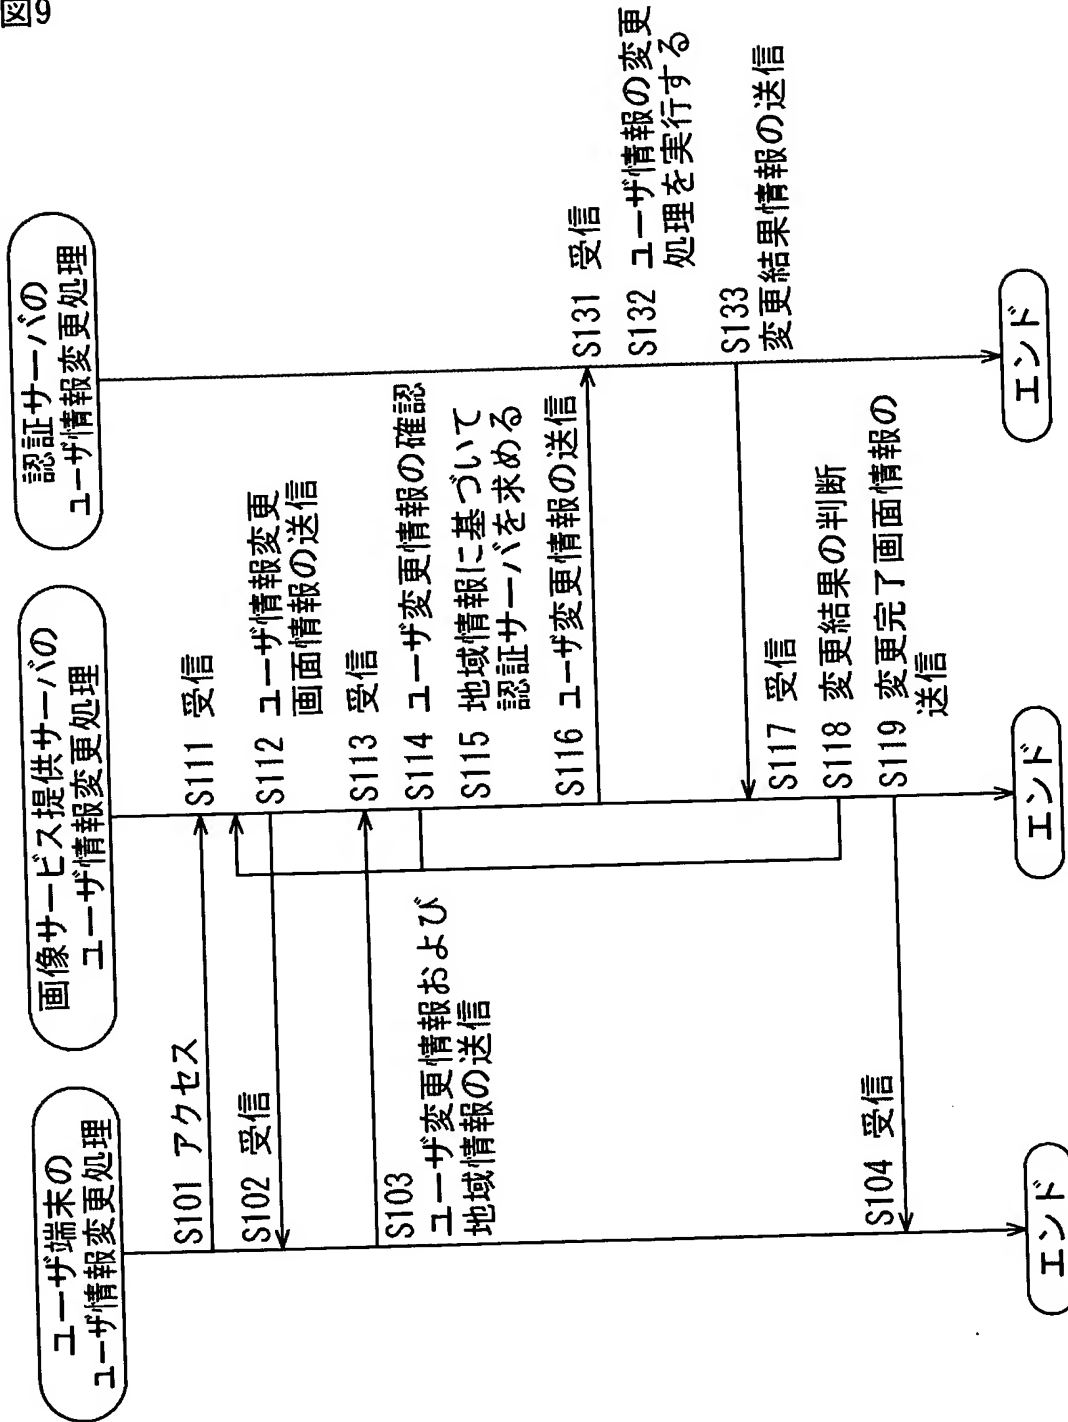 図9
ユーザ端末の
ユーザ情報変更処理
画像サービス提供サーバの
ユーザ情報変更処理
認証サーバの
ユーザ情報変更処理
S101 アクセス
S111 受信
S102 受信
S112 ユーザ情報変更
画面情報の送信
S103
ユーザ変更情報および
地域情報の送信
S113 受信
S114 ユーザ変更情報の確認
S115 地域情報に基づいて
認証サーバを求める
S116 ユーザ変更情報の送信
S131 受信
S132 ユーザ情報の変更
処理を実行する
S133
変更結果情報の送信
S117 受信
S118 変更結果の判断
S119 変更完了画面情報の
送信
S104 受信
エンド
エンド
エンド